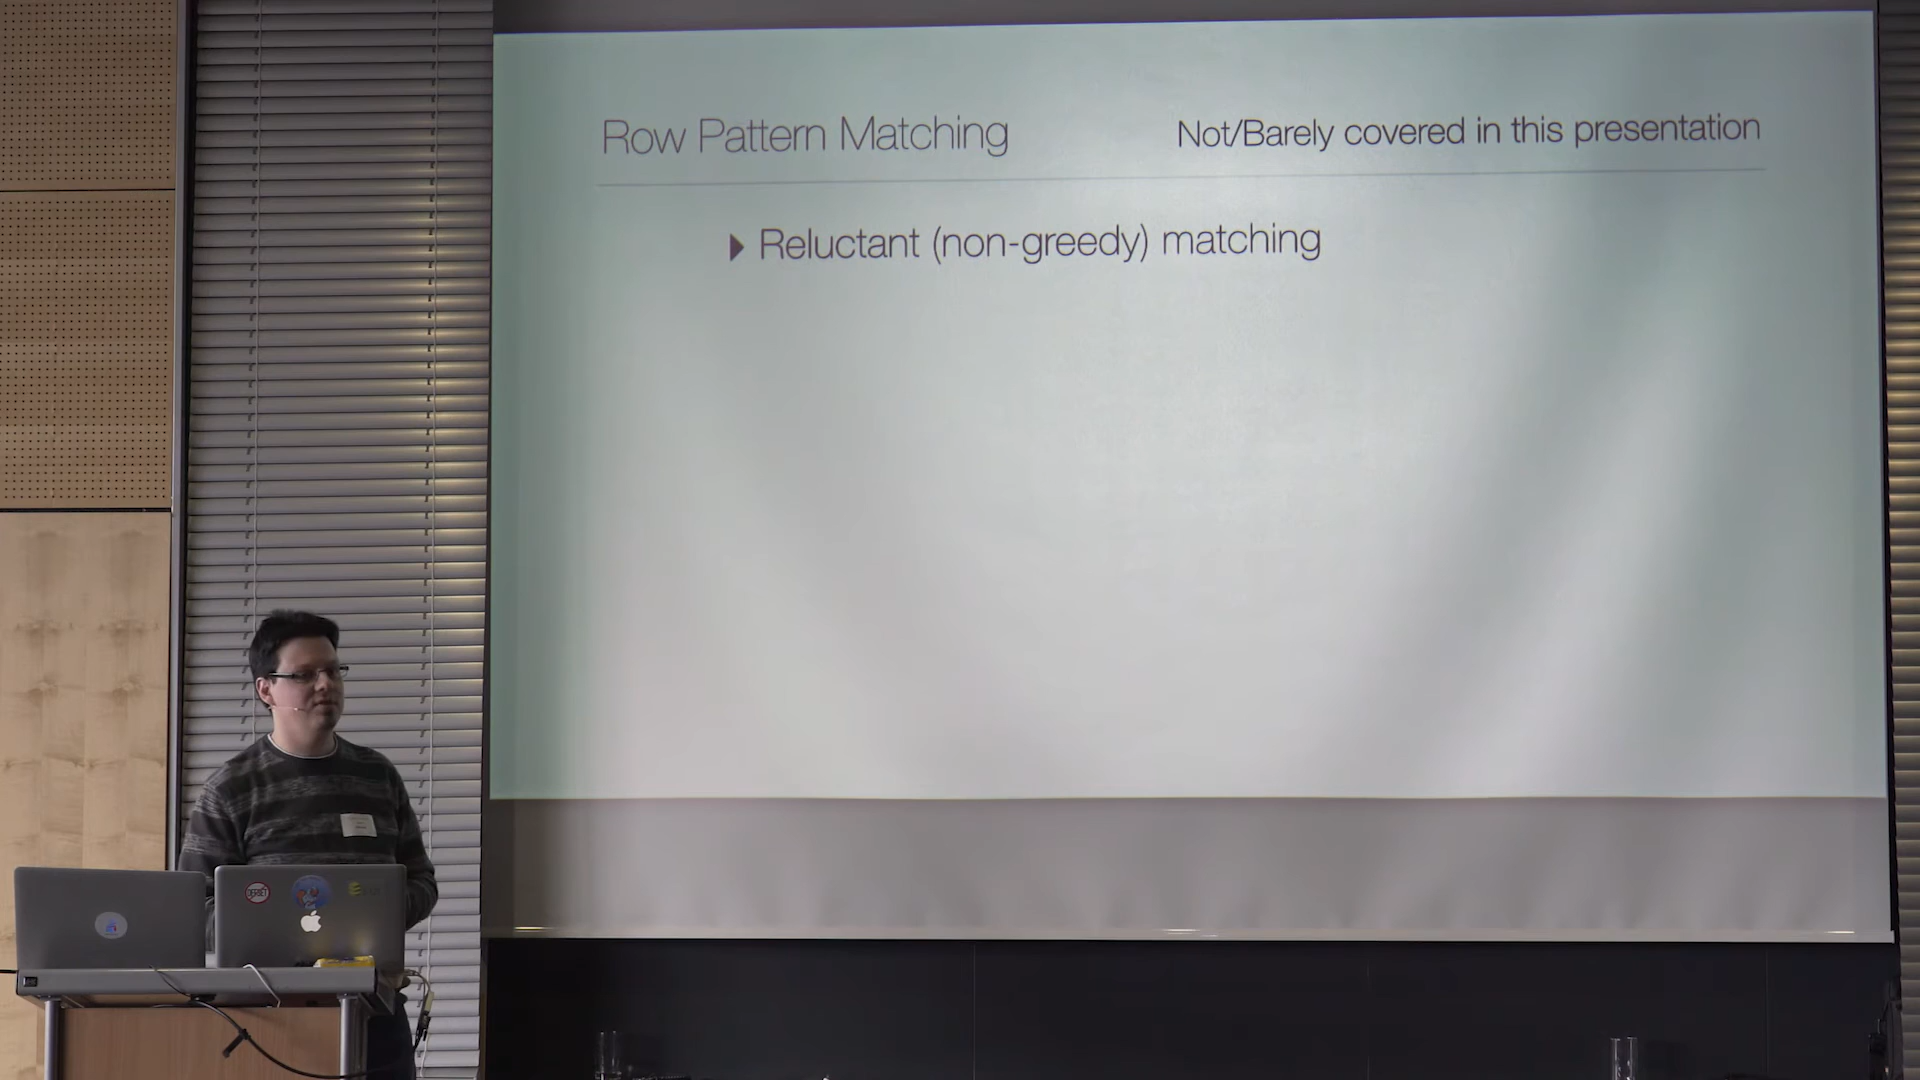 Row Pattern Matching
Not/Barely covered in this presentation
Reluctant (non-greedy) matching